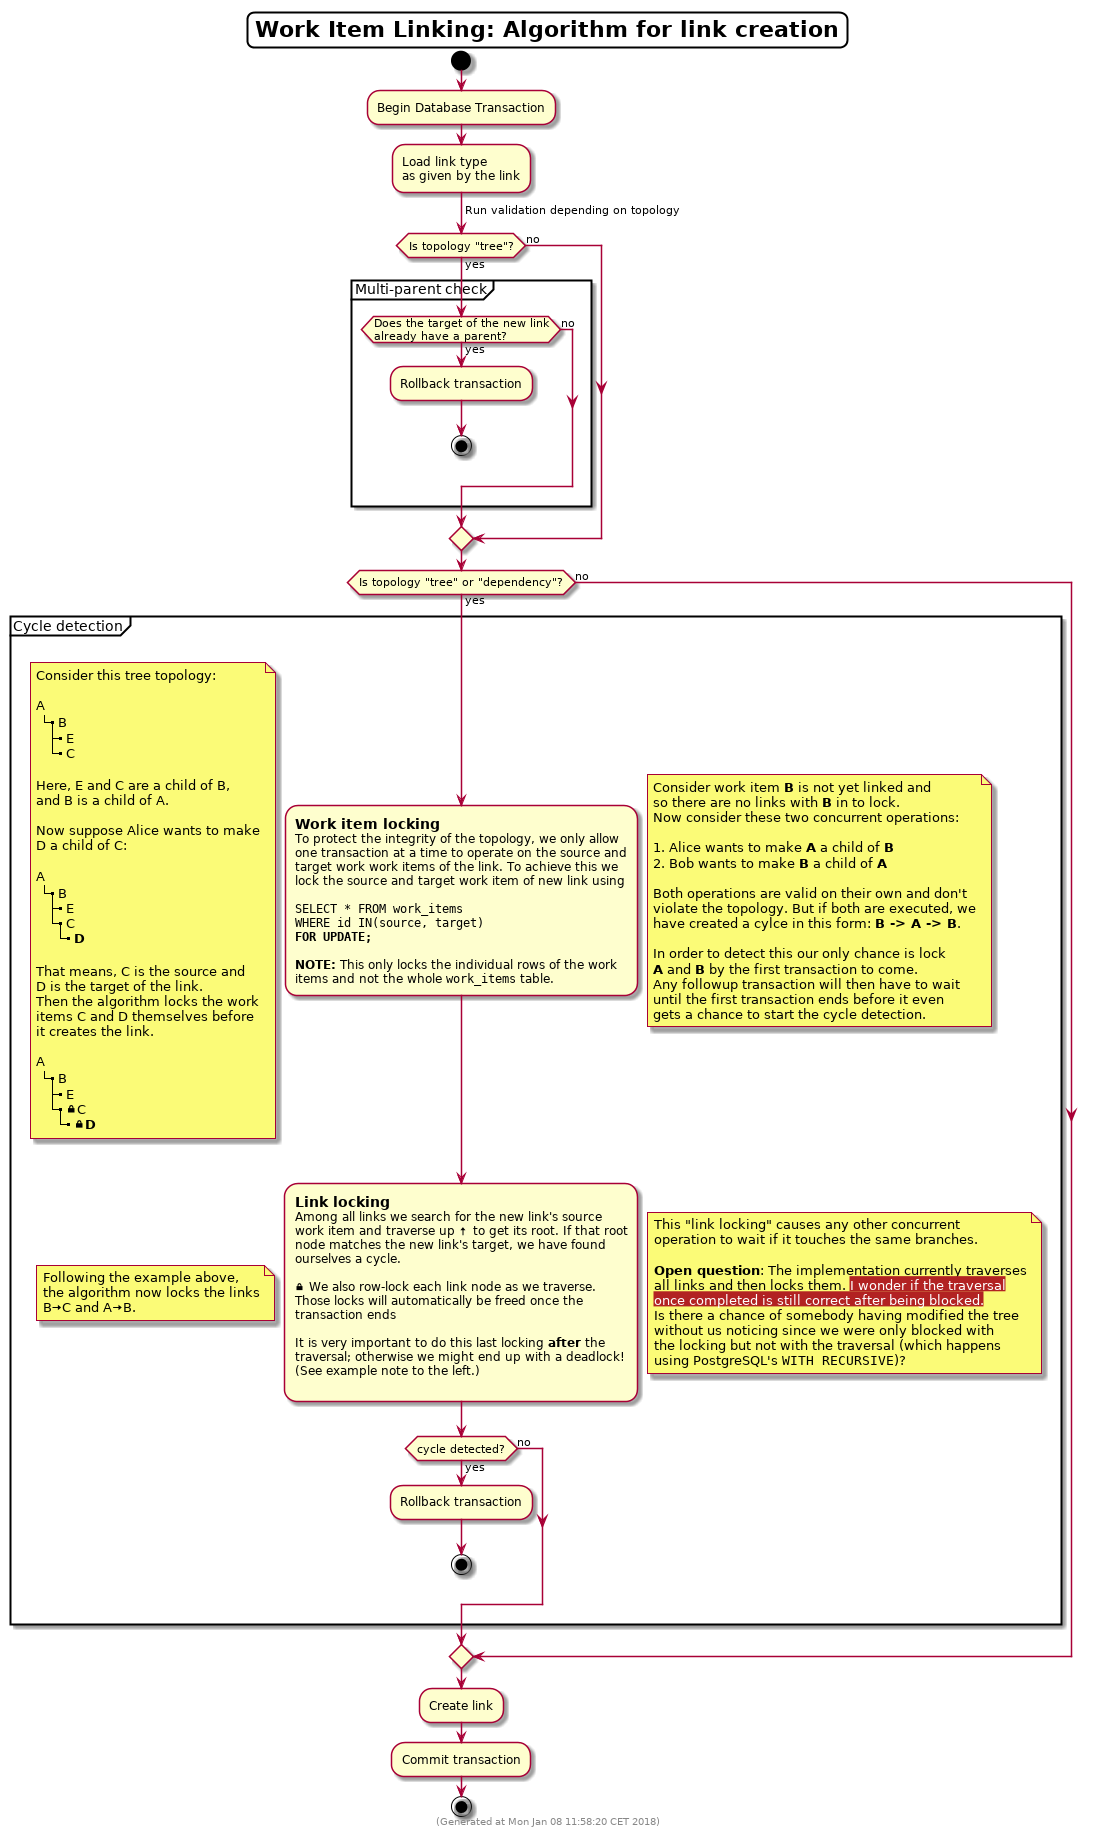 Work Item Linking: Algorithm for link creation
Begin Database Transaction
Load link type
as given by the link
Run validation depending on topology
Is topology "tree"?
no
yes
Multi-parent check
Does the target of the new link
already have a parent?
no
yes
Rollback transaction
Is topology "tree" or "dependency"?
no
yes
Cycle detection
Consider this tree topology:
A
B
E
C
Here, E and C are a child of B,
and B is a child of A.
Now suppose Alice wants to make
D a child of C:
A
B
E
C
D
That means, C is the source and
D is the target of the link.
Then the algorithm locks the work
items C and D themselves before
it creates the link.
A
B
E
🔒C
🔒D
Work item locking
To protect the integrity of the topology, we only allow
one transaction at a time to operate on the source and
target work work items of the link. To achieve this we
lock the source and target work item of new link using
SELECT * FROM work_items
WHERE id IN(source, target)
FOR UPDATE;
NOTE: This only locks the individual rows of the work
items and not the whole work_items table.
Consider work item B is not yet linked and
so there are no links with B in to lock.
Now consider these two concurrent operations:
1. Alice wants to make A a child of B
2. Bob wants to make B a child of A
Both operations are valid on their own and don't
violate the topology. But if both are executed, we
have created a cylce in this form: B -> A -> B.
In order to detect this our only chance is lock
A and B by the first transaction to come.
Any followup transaction will then have to wait
until the first transaction ends before it even
gets a chance to start the cycle detection.
Following the example above,
the algorithm now locks the links
B→C and A→B.
Link locking
Among all links we search for the new link's source
work item and traverse up ↑ to get its root. If that root
node matches the new link's target, we have found
ourselves a cycle.
🔒 We also row-lock each link node as we traverse.
Those locks will automatically be freed once the
transaction ends
It is very important to do this last locking after the
traversal; otherwise we might end up with a deadlock!
(See example note to the left.)
This "link locking" causes any other concurrent
operation to wait if it touches the same branches.
Open question: The implementation currently traverses
all links and then locks them. I wonder if the traversal
once completed is still correct after being blocked.
Is there a chance of somebody having modified the tree
without us noticing since we were only blocked with
the locking but not with the traversal (which happens
using PostgreSQL's WITH RECURSIVE)?
cycle detected?
no
yes
Rollback transaction
Create link
Commit transaction
(Generated at Mon Jan 08 11:58:20 CET 2018)